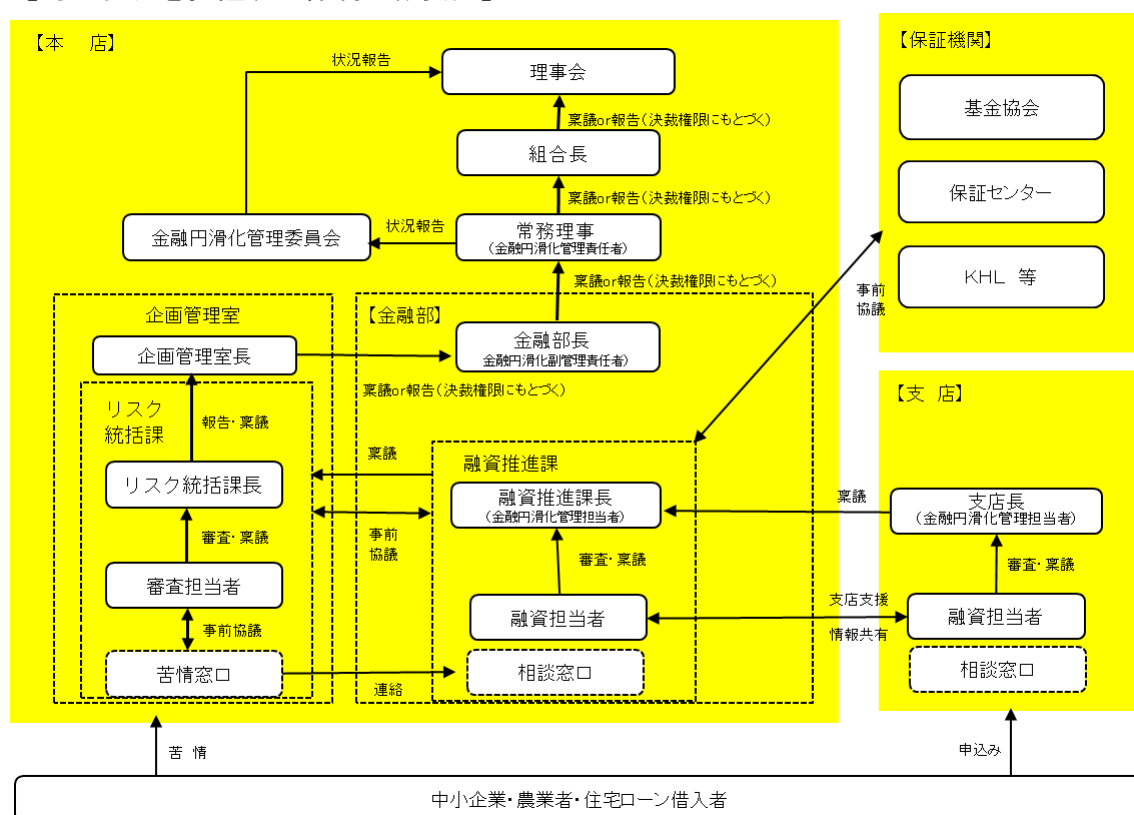 【本　店】
状況報告
理事会
稟議or報告(決裁権限にもとづく)
組合長
稟議or報告(決裁権限にもとづく)
金融円滑化管理委員会
状況報告
常務理事
(金融円滑化管理責任者)
稟議or報告(決裁権限にもとづく)
企画管理室
企画管理室長
【金融部】
金融部長
(金融円滑化副管理責任者)
稟議or報告(決裁権限にもとづく)
リスク
統括課
報告・稟議
リスク統括課長
審査・稟議
審査担当者
事前協議
苦情窓口
稟議
事前
協議
連絡
融資推進課
融資推進課長
(金融円滑化管理担当者)
審査・稟議
融資担当者
相談窓口
【保証機関】
基金協会
保証センター
KHL 等
事前
協議
【支 店】
稟議
支店長
(金融円滑化管理担当者)
審査・稟議
支店支援
情報共有
融資担当者
相談窓口
苦 情
申込み
中小企業・農業者・住宅ローン借入者